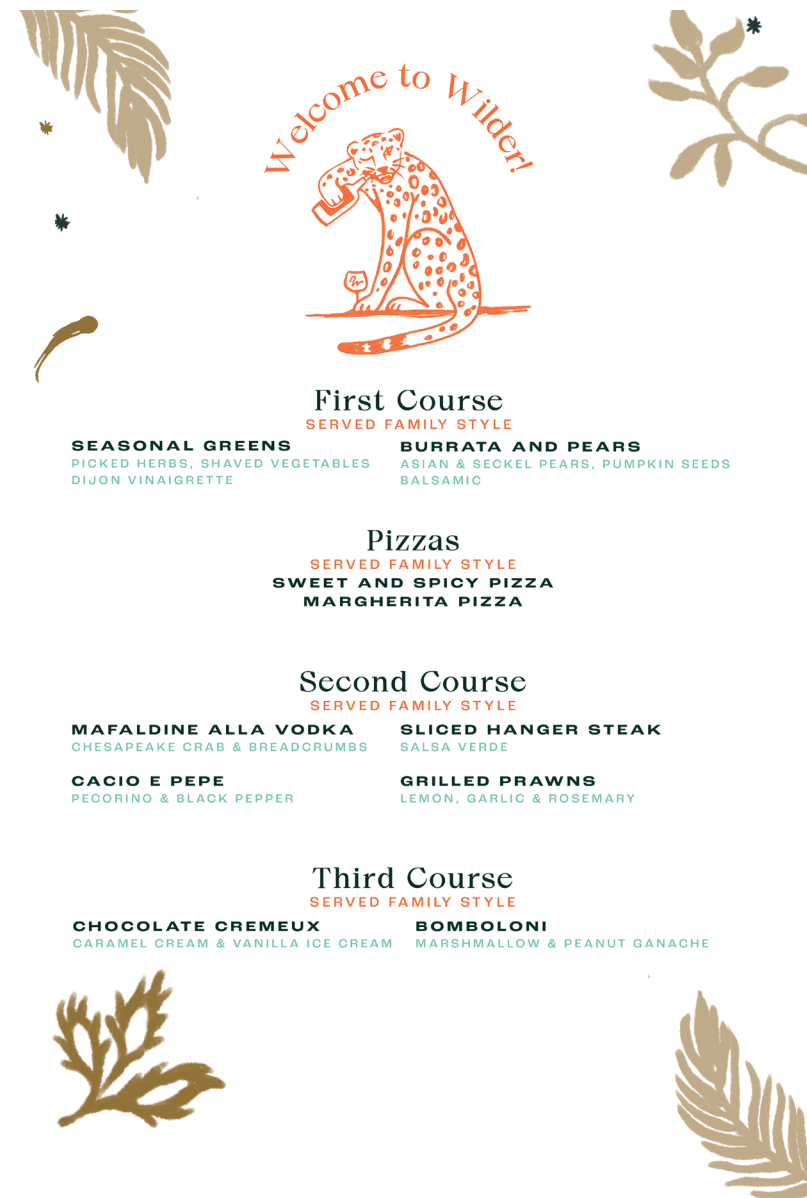 Welcome to Wilder!
First Course
SERVED FAMILY STYLE
SEASONAL GREENS
PICKED HERBS, SHAVED VEGETABLES
DIJON VINAIGRETTE
BURRATA AND PEARS
ASIAN & SECKEL PEARS, PUMPKIN SEEDS
BALSAMIC
Pizzas
SERVED FAMILY STYLE
SWEET AND SPICY PIZZA
MARGHERITA PIZZA
Second Course
SERVED FAMILY STYLE
MAFALDINE ALLA VODKA
CHESAPEAKE CRAB & BREADCRUMBS
SLICED HANGER STEAK
SALSA VERDE
CACIO E PEPE
PECORINO & BLACK PEPPER
GRILLED PRAWNS
LEMON, GARLIC & ROSEMARY
Third Course
SERVED FAMILY STYLE
CHOCOLATE CREMEUX
CARAMEL CREAM & VANILLA ICE CREAM
BOMBOLONI
MARSHMALLOW & PEANUT GANACHE